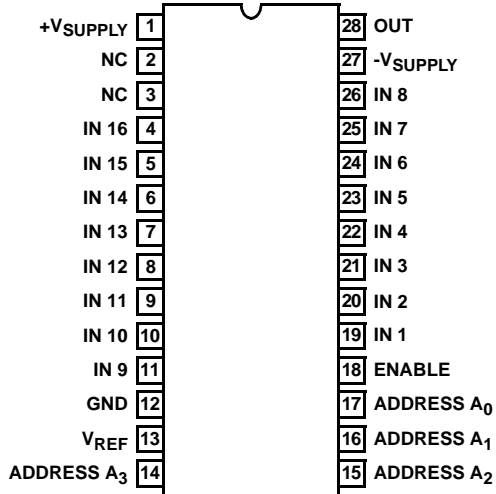 +VSUPPLY 1 28 OUT
NC 2 27 -VSUPPLY
NC 3 26 IN 8
IN 16 4 25 IN 7
IN 15 5 24 IN 6
IN 14 6 23 IN 5
IN 13 7 22 IN 4
IN 12 8 21 IN 3
IN 11 9 20 IN 2
IN 10 10 19 IN 1
IN 9 11 18 ENABLE
GND 12 17 ADDRESS A0
VREF 13 16 ADDRESS A1
ADDRESS A3 14 15 ADDRESS A2